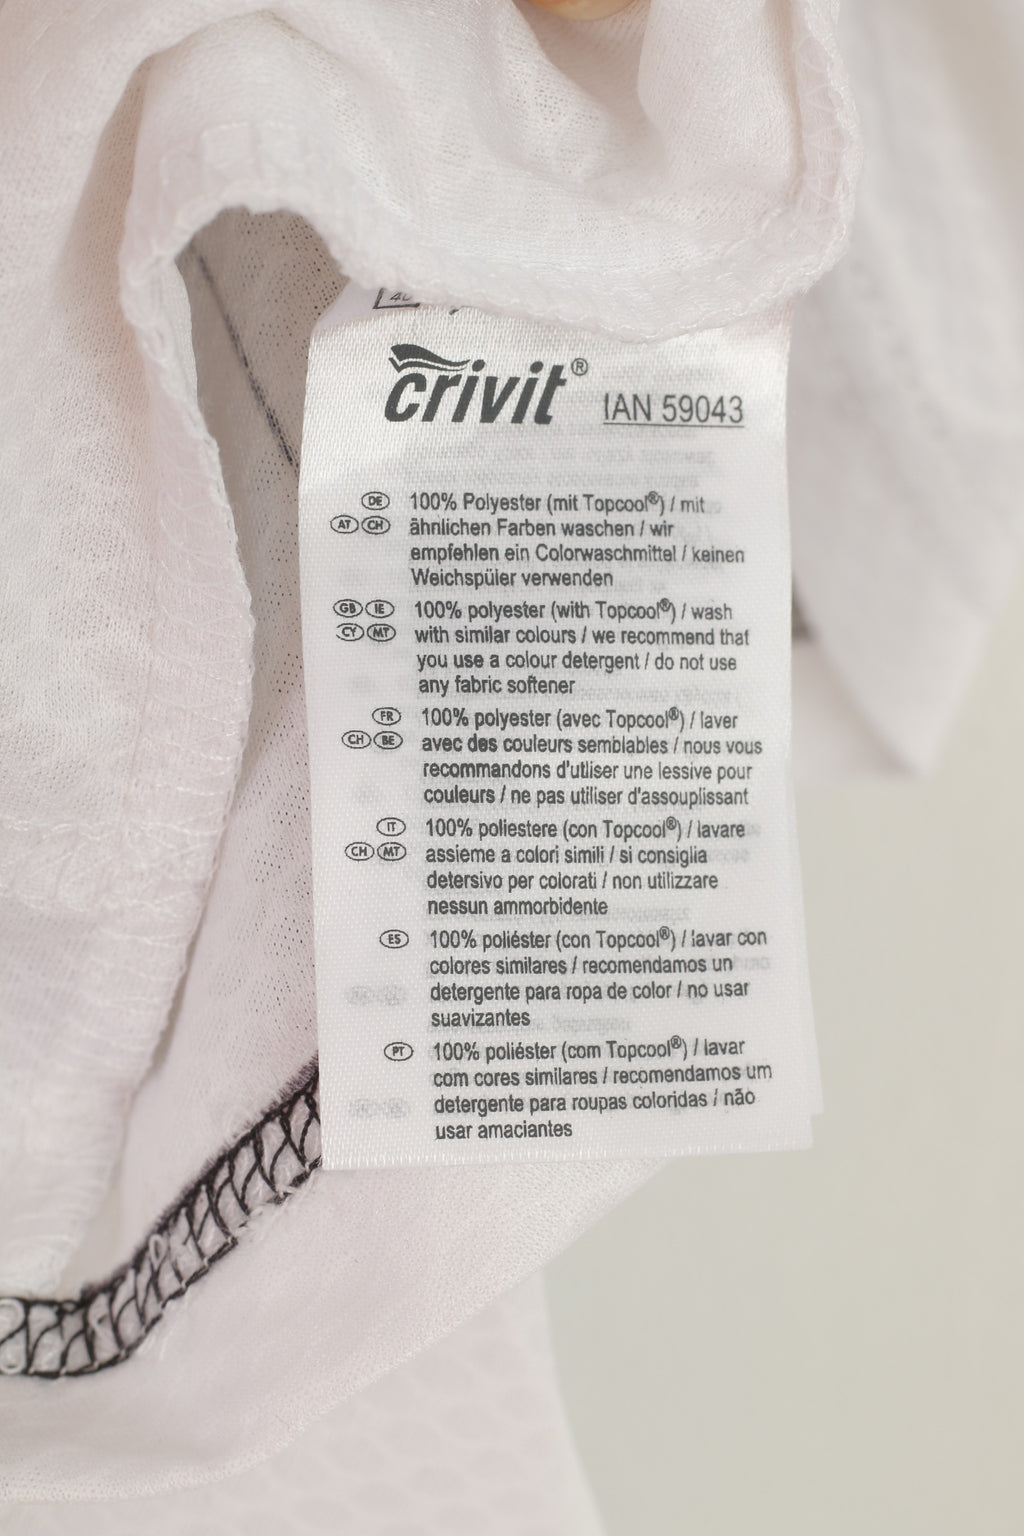 crivit® IAN 59043
DE 100% Polyester (mit Topcool®) / mit
AT CH ähnlichen Farben waschen / wir
empfehlen ein Colorwaschmittel / keinen
Weichspüler verwenden
GB IE 100% polyester (with Topcool®) / wash
CY MT with similar colours / we recommend that
you use a colour detergent / do not use
any fabric softener
FR 100% polyester (avec Topcool®) / laver
CH BE avec des couleurs semblables / nous vous
recommandons d'utliser une lessive pour
couleurs / ne pas utiliser d'assouplissant
IT 100% poliestere (con Topcool®) / lavare
CH MT assieme a colori simili / si consiglia
detersivo per colorati / non utilizzare
nessun ammorbidente
ES 100% poliéster (con Topcool®) / lavar con
colores similares / recomendamos un
detergente para ropa de color / no usar
suavizantes
PT 100% poliéster (com Topcool®) / lavar
com cores similares / recomendamos um
detergente para roupas coloridas / não
usar amaciantes